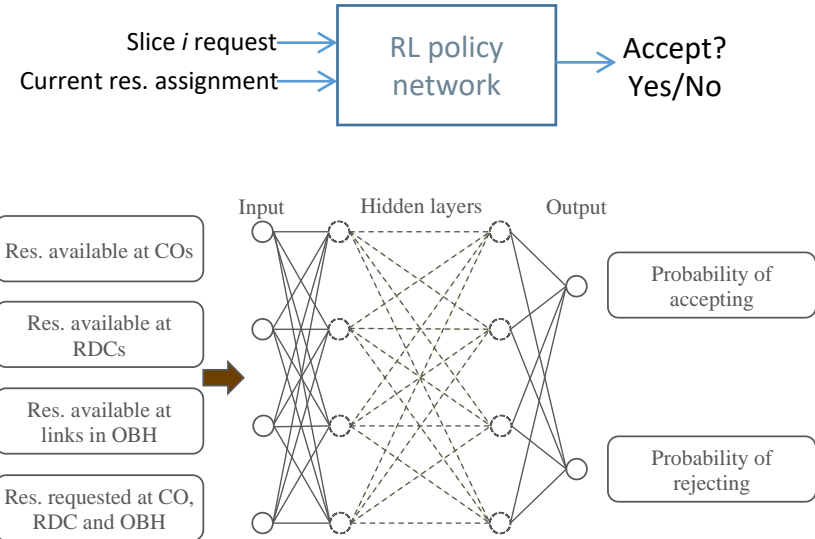 Slice i request
Current res. assignment
RL policy
network
Accept?
Yes/No
Input
Hidden layers
Output
Res. available at COs
Res. available at
RDCs
Res. available at
links in OBH
Res. requested at CO,
RDC and OBH
Probability of
accepting
Probability of
rejecting